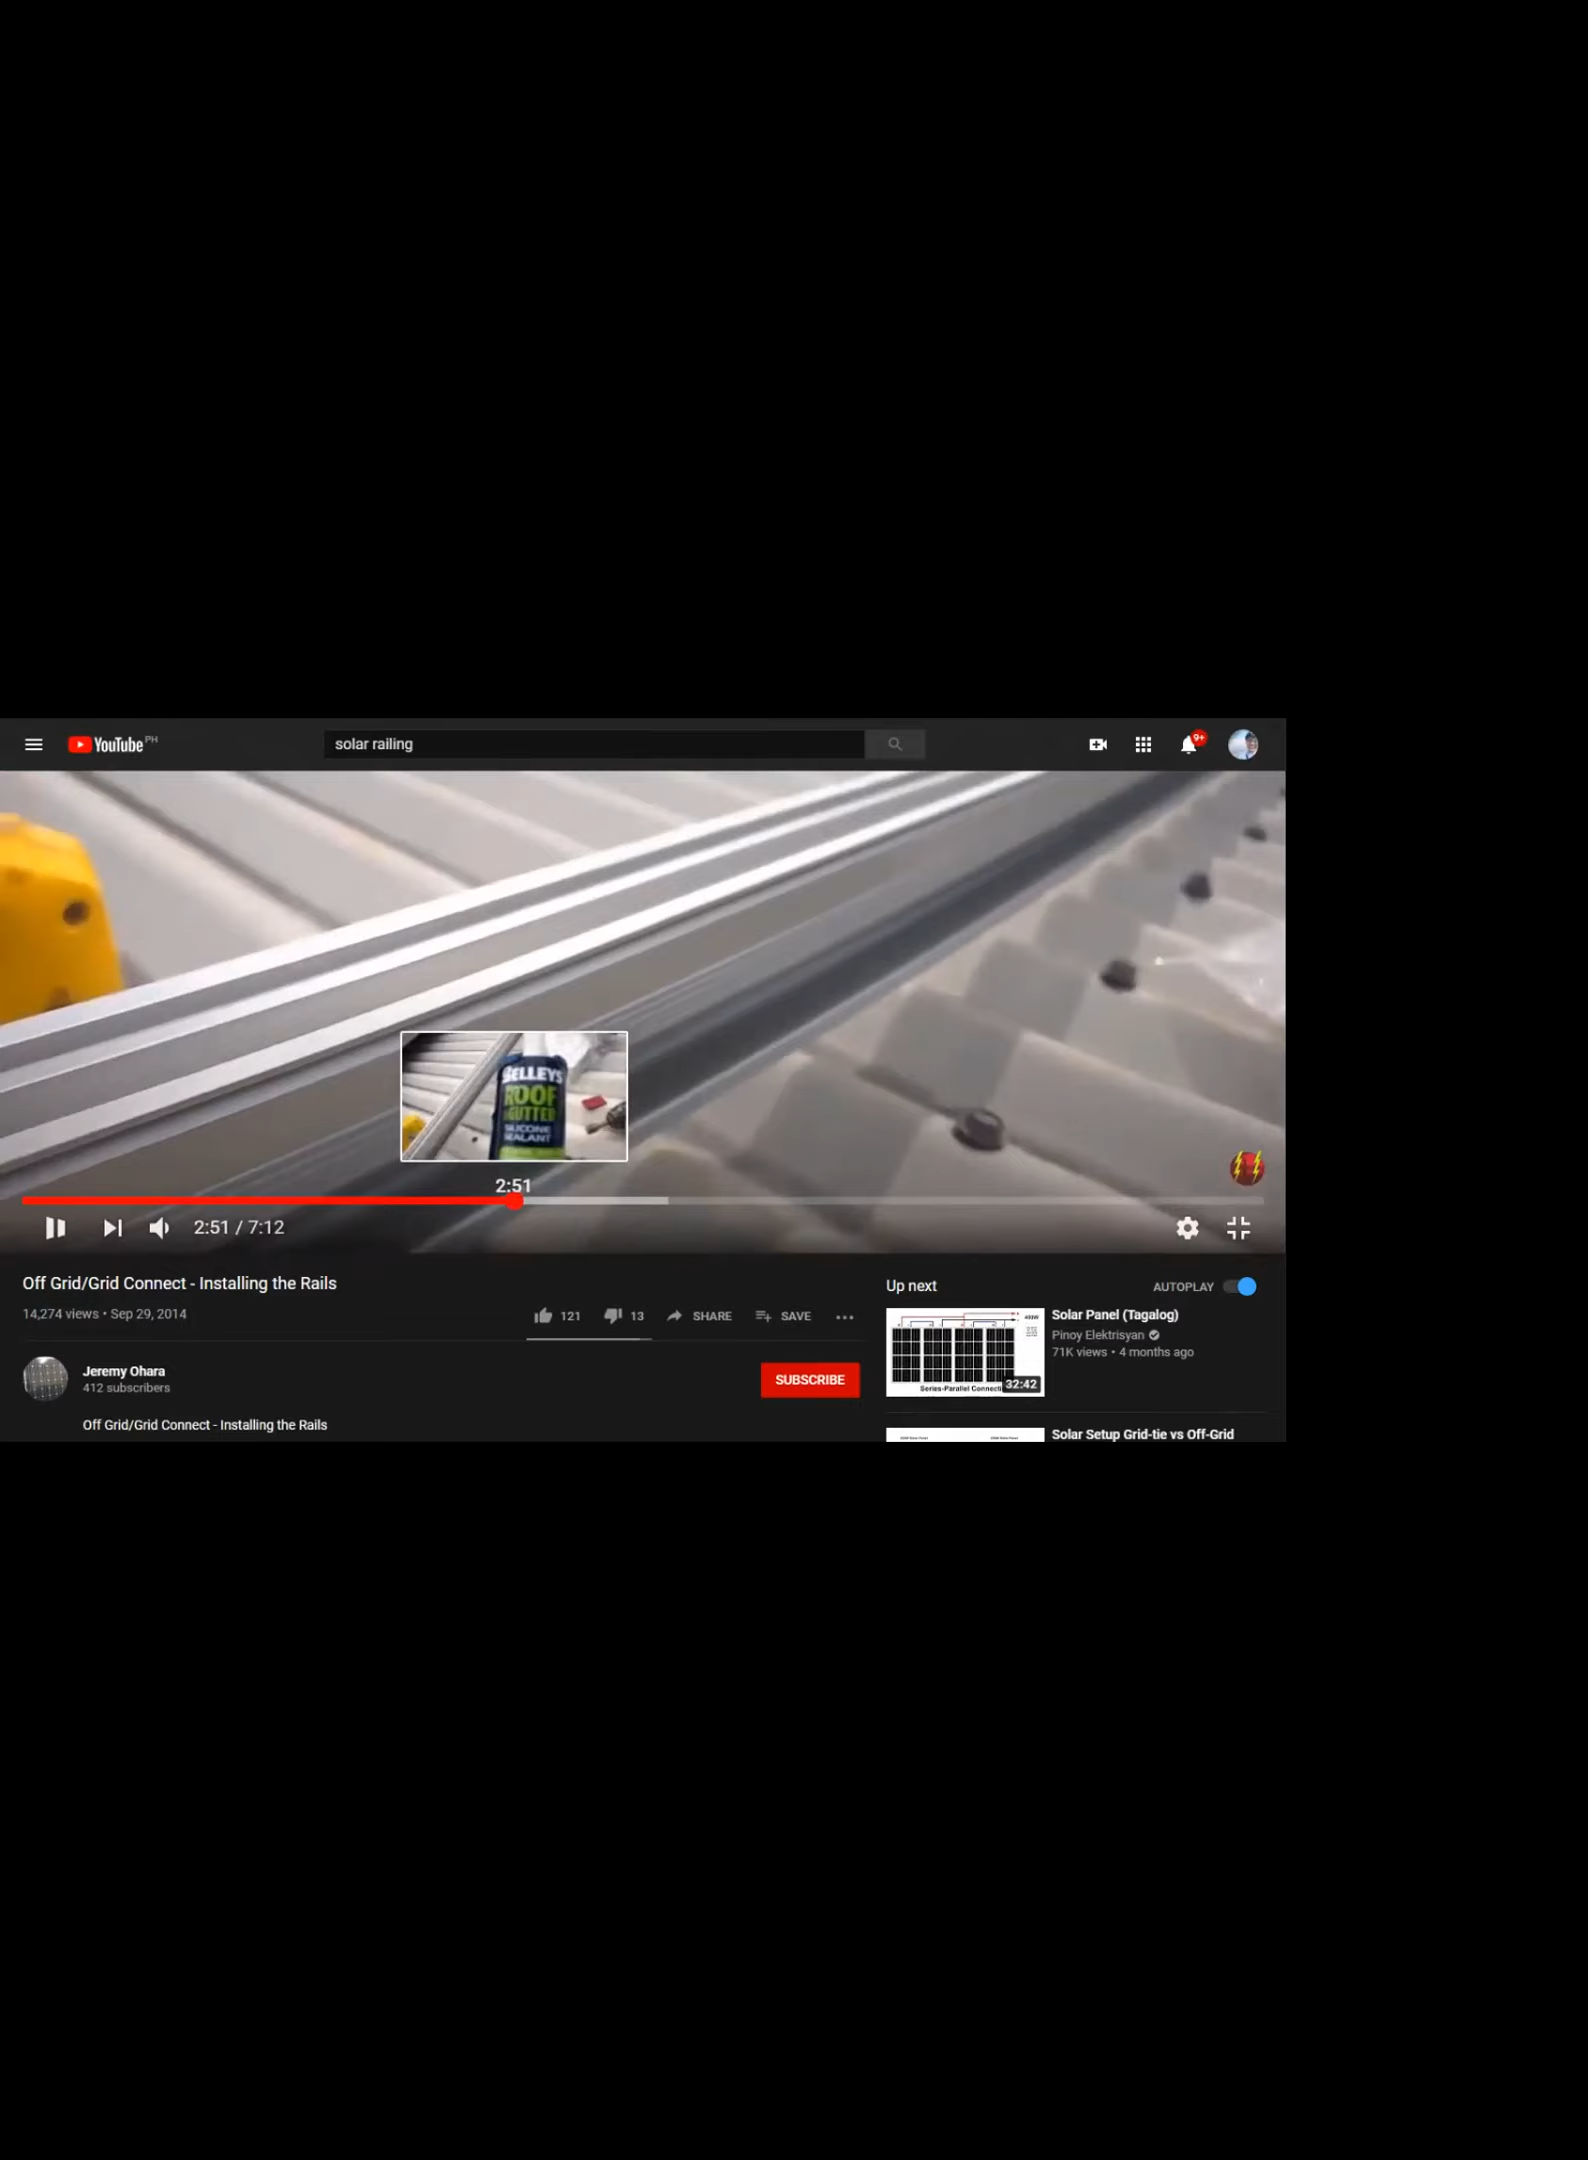 YouTube PH
solar railing
9+
SELLEYS
ROOF
GUTTER
SILICONE
SEALANT
2:51
2:51 / 7:12
Off Grid/Grid Connect - Installing the Rails
14,274 views • Sep 29, 2014
121
13
SHARE
SAVE
Jeremy Ohara
412 subscribers
SUBSCRIBE
Off Grid/Grid Connect - Installing the Rails
Up next
AUTOPLAY
Series-Parallel Connecti
32:42
Solar Panel (Tagalog)
Pinoy Elektrisyan
71K views • 4 months ago
Solar Setup Grid-tie vs Off-Grid